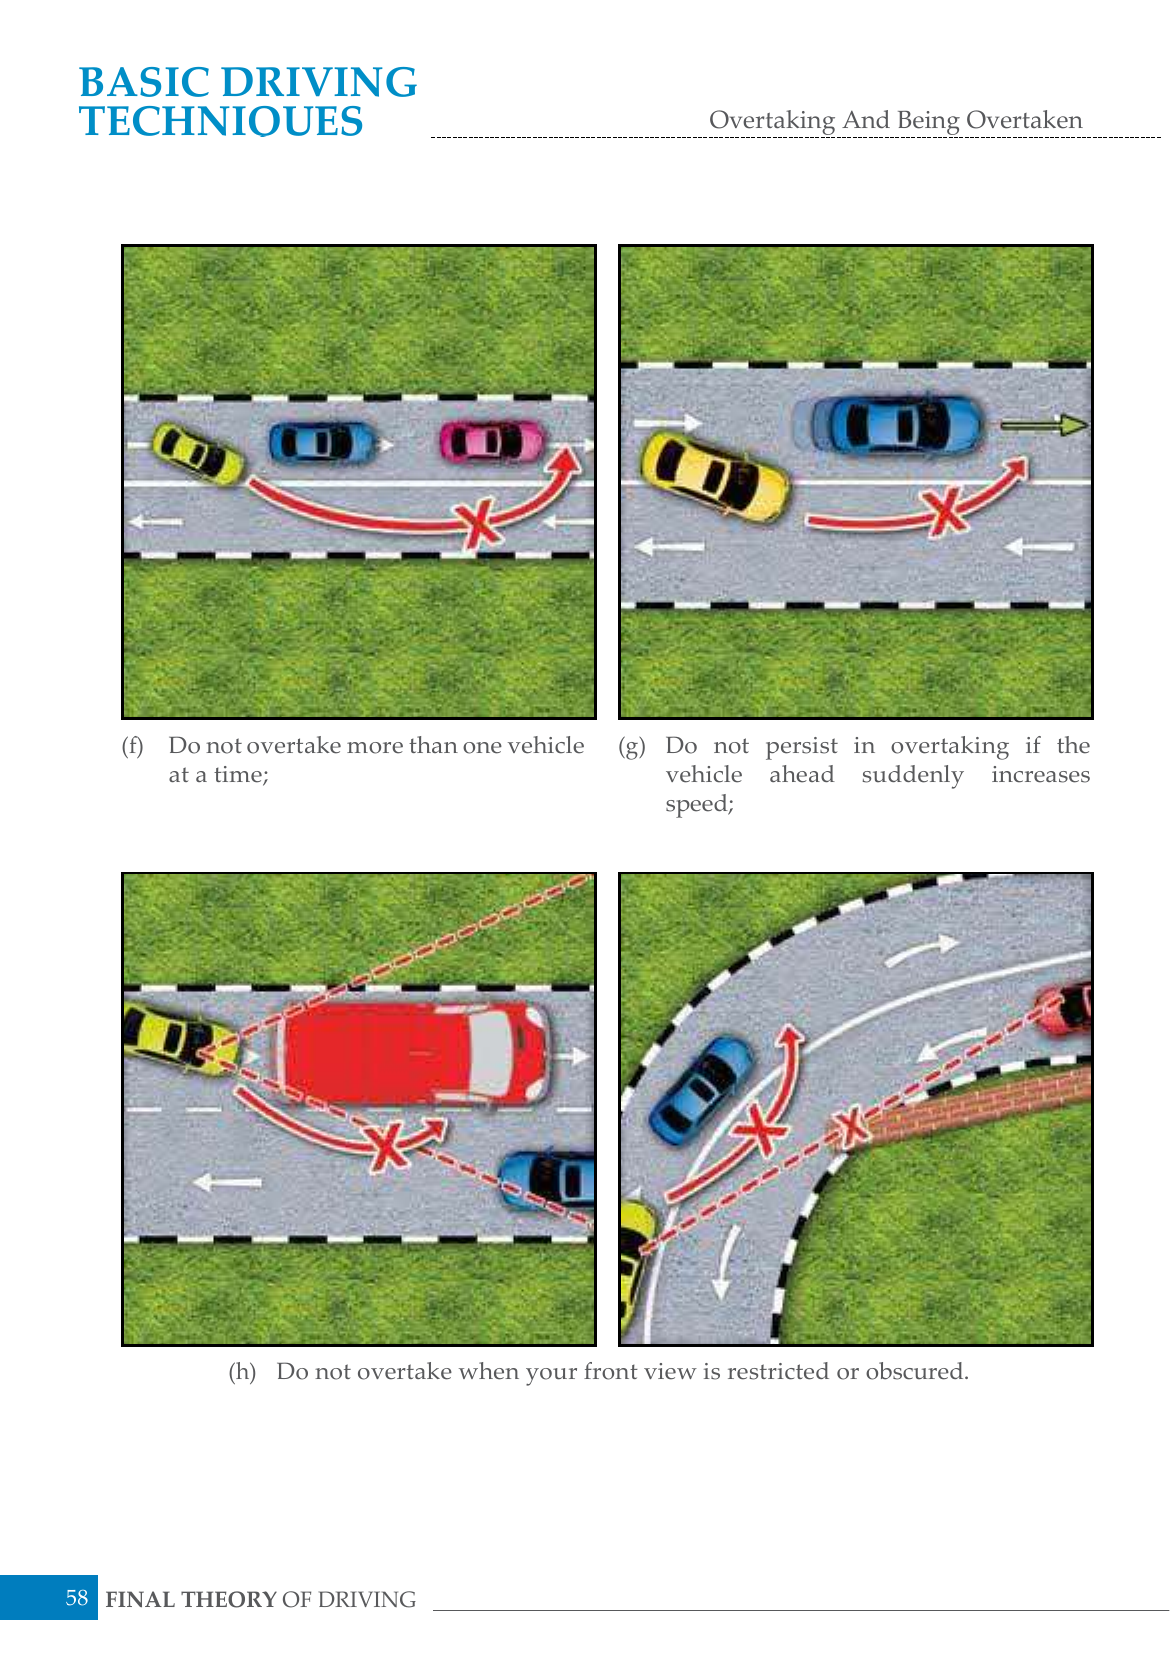 BASIC DRIVING
TECHNIQUES
Overtaking And Being Overtaken
(f) Do not overtake more than one vehicle
at a time;
(g) Do not persist in overtaking if the
vehicle ahead suddenly increases
speed;
(h) Do not overtake when your front view is restricted or obscured.
58 FINAL THEORY OF DRIVING